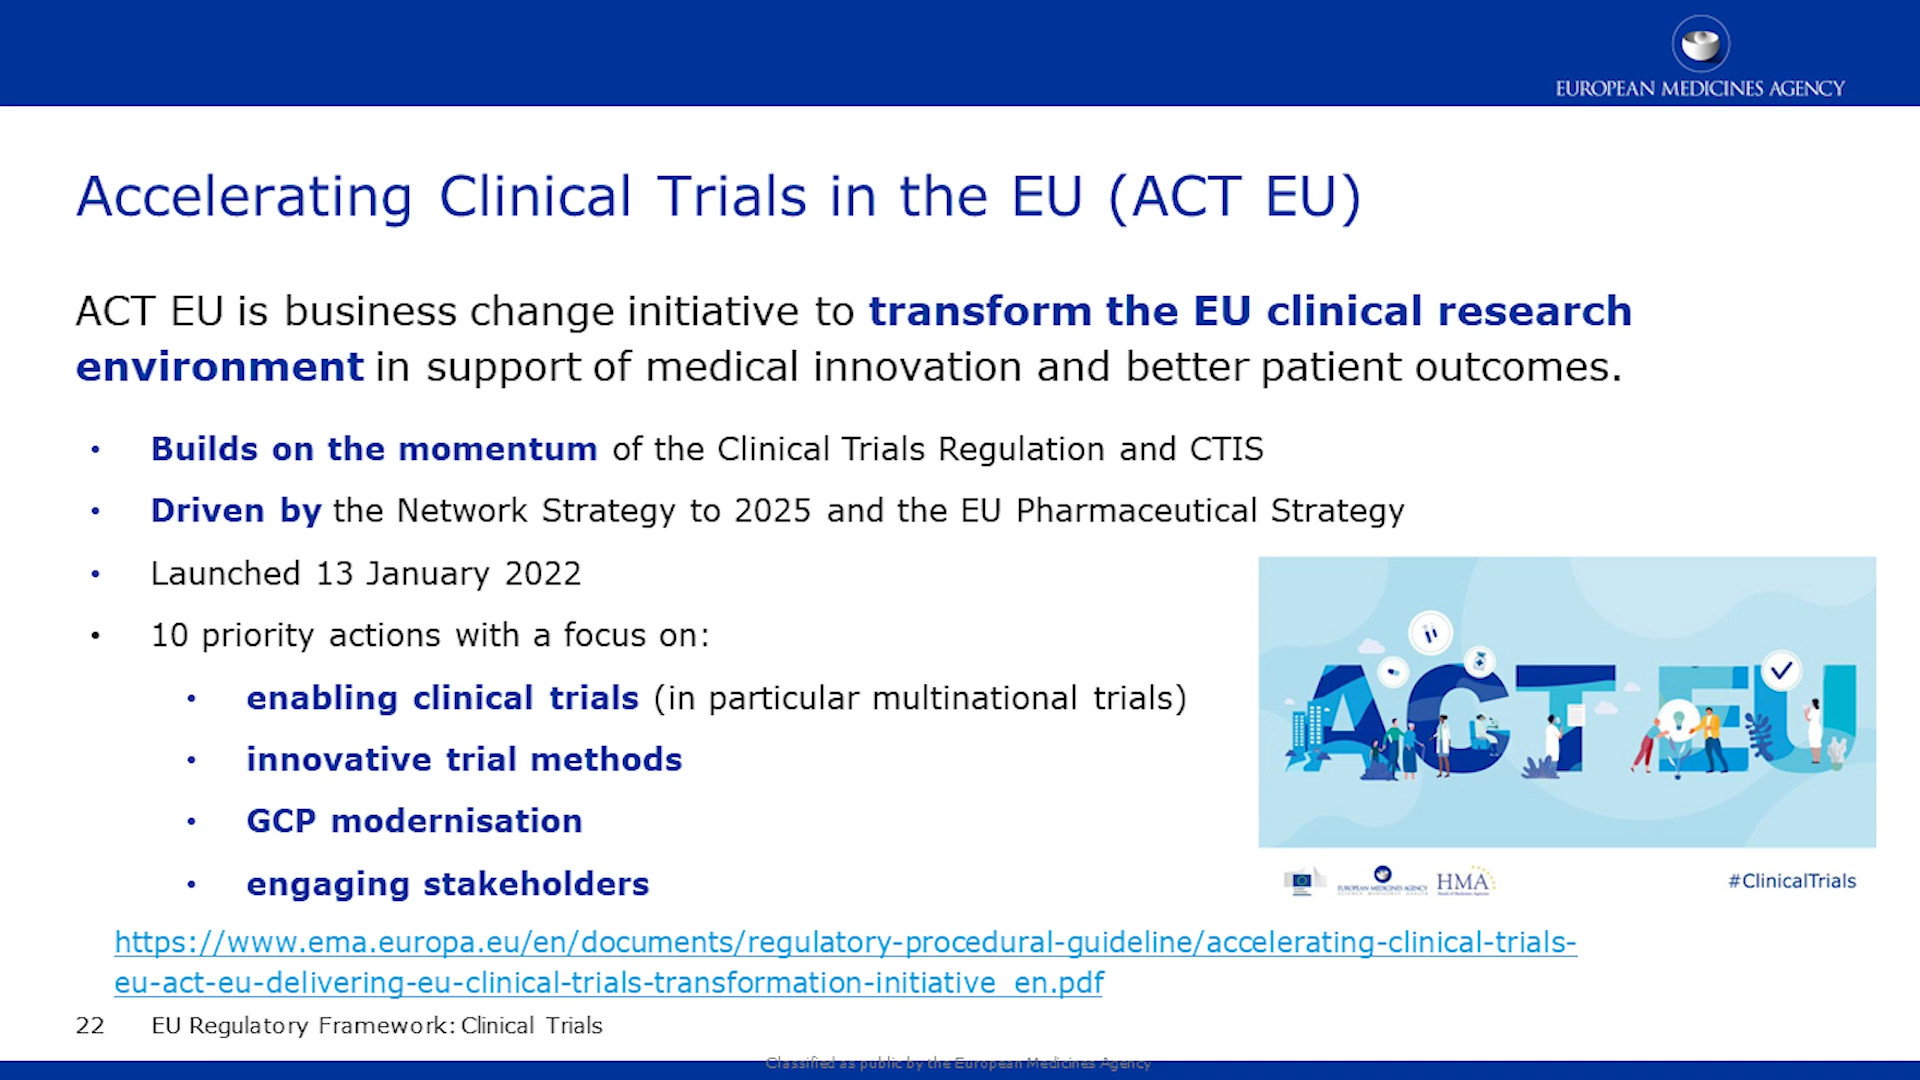 EUROPEAN MEDICINES AGENCY
Accelerating Clinical Trials in the EU (ACT EU)
ACT EU is business change initiative to transform the EU clinical research
environment in support of medical innovation and better patient outcomes.
• Builds on the momentum of the Clinical Trials Regulation and CTIS
• Driven by the Network Strategy to 2025 and the EU Pharmaceutical Strategy
• Launched 13 January 2022
• 10 priority actions with a focus on:
• enabling clinical trials (in particular multinational trials)
• innovative trial methods
• GCP modernisation
• engaging stakeholders
ACT EU
EUROPEAN MEDICINES AGENCY
HMA
#ClinicalTrials
https://www.ema.europa.eu/en/documents/regulatory-procedural-guideline/accelerating-clinical-trials-
eu-act-eu-delivering-eu-clinical-trials-transformation-initiative_en.pdf
22 EU Regulatory Framework: Clinical Trials
Classified as public by the European Medicines Agency